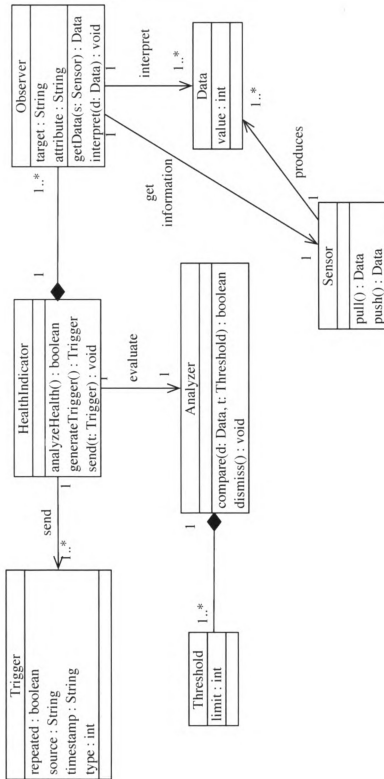 Trigger
repeated : boolean
source : String
timestamp : String
type : int
send
1
1..*
HealthIndicator
analyzeHealth() : boolean
generateTrigger() : Trigger
send(t: Trigger) : void
1
1..*
Observer
target : String
attribute : String
getData(s: Sensor) : Data
interpret(d: Data) : void
1
evaluate
1
1
get
information
1
1
interpret
1..*
Threshold
limit : int
1..*
1
Analyzer
compare(d: Data, t: Threshold) : boolean
dismiss() : void
Data
value : int
1..*
produces
1
Sensor
pull() : Data
push() : Data